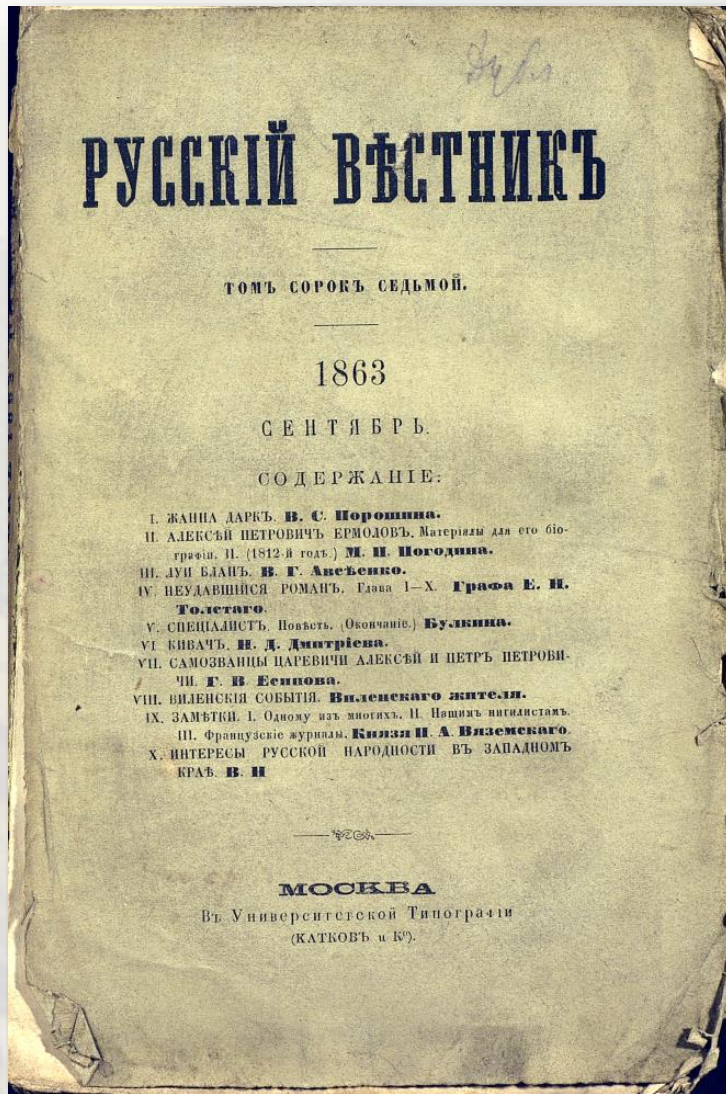 Дубл
РУССКІЙ ВѢСТНИКЪ
ТОМЪ СОРОКЪ СЕДЬМОЙ.
1863
СЕНТЯБРЬ.
СОДЕРЖАНІЕ:
I. ЖАННА ДАРКЪ. В. С. Порошина.
II. АЛЕКСѢЙ ПЕТРОВИЧЪ ЕРМОЛОВЪ. Матеріялы для его біо-
графіи. II. (1812-й годъ.) М. П. Погодина.
III. ЛУИ БЛАНЪ. В. Г. Авсѣенко.
IV. НЕУДАВШІЙСЯ РОМАНЪ. Глава I—X. Графа Е. Н.
Толстаго.
V. СПЕЦІАЛИСТЪ. Повѣсть. (Окончаніе.) Булкина.
VI КИВАЧЪ. Н. Д. Дмитріева.
VII. САМОЗВАНЦЫ ЦАРЕВИЧИ АЛЕКСѢЙ И ПЕТРЪ ПЕТРОВИ-
ЧИ. Г. В. Есипова.
VIII. ВИЛЕНСКІЯ СОБЫТІЯ. Виленскаго жителя.
IX. ЗАМѢТКИ. I. Одному изъ многихъ. II. Нашимъ нигилистамъ.
III. Французскіе журналы. Князя П. А. Вяземскаго.
X. ИНТЕРЕСЫ РУССКОЙ НАРОДНОСТИ ВЪ ЗАПАДНОМЪ
КРАѢ. В. Н
МОСКВА
Въ Университетской Типографіи
(КАТКОВЪ и К°).